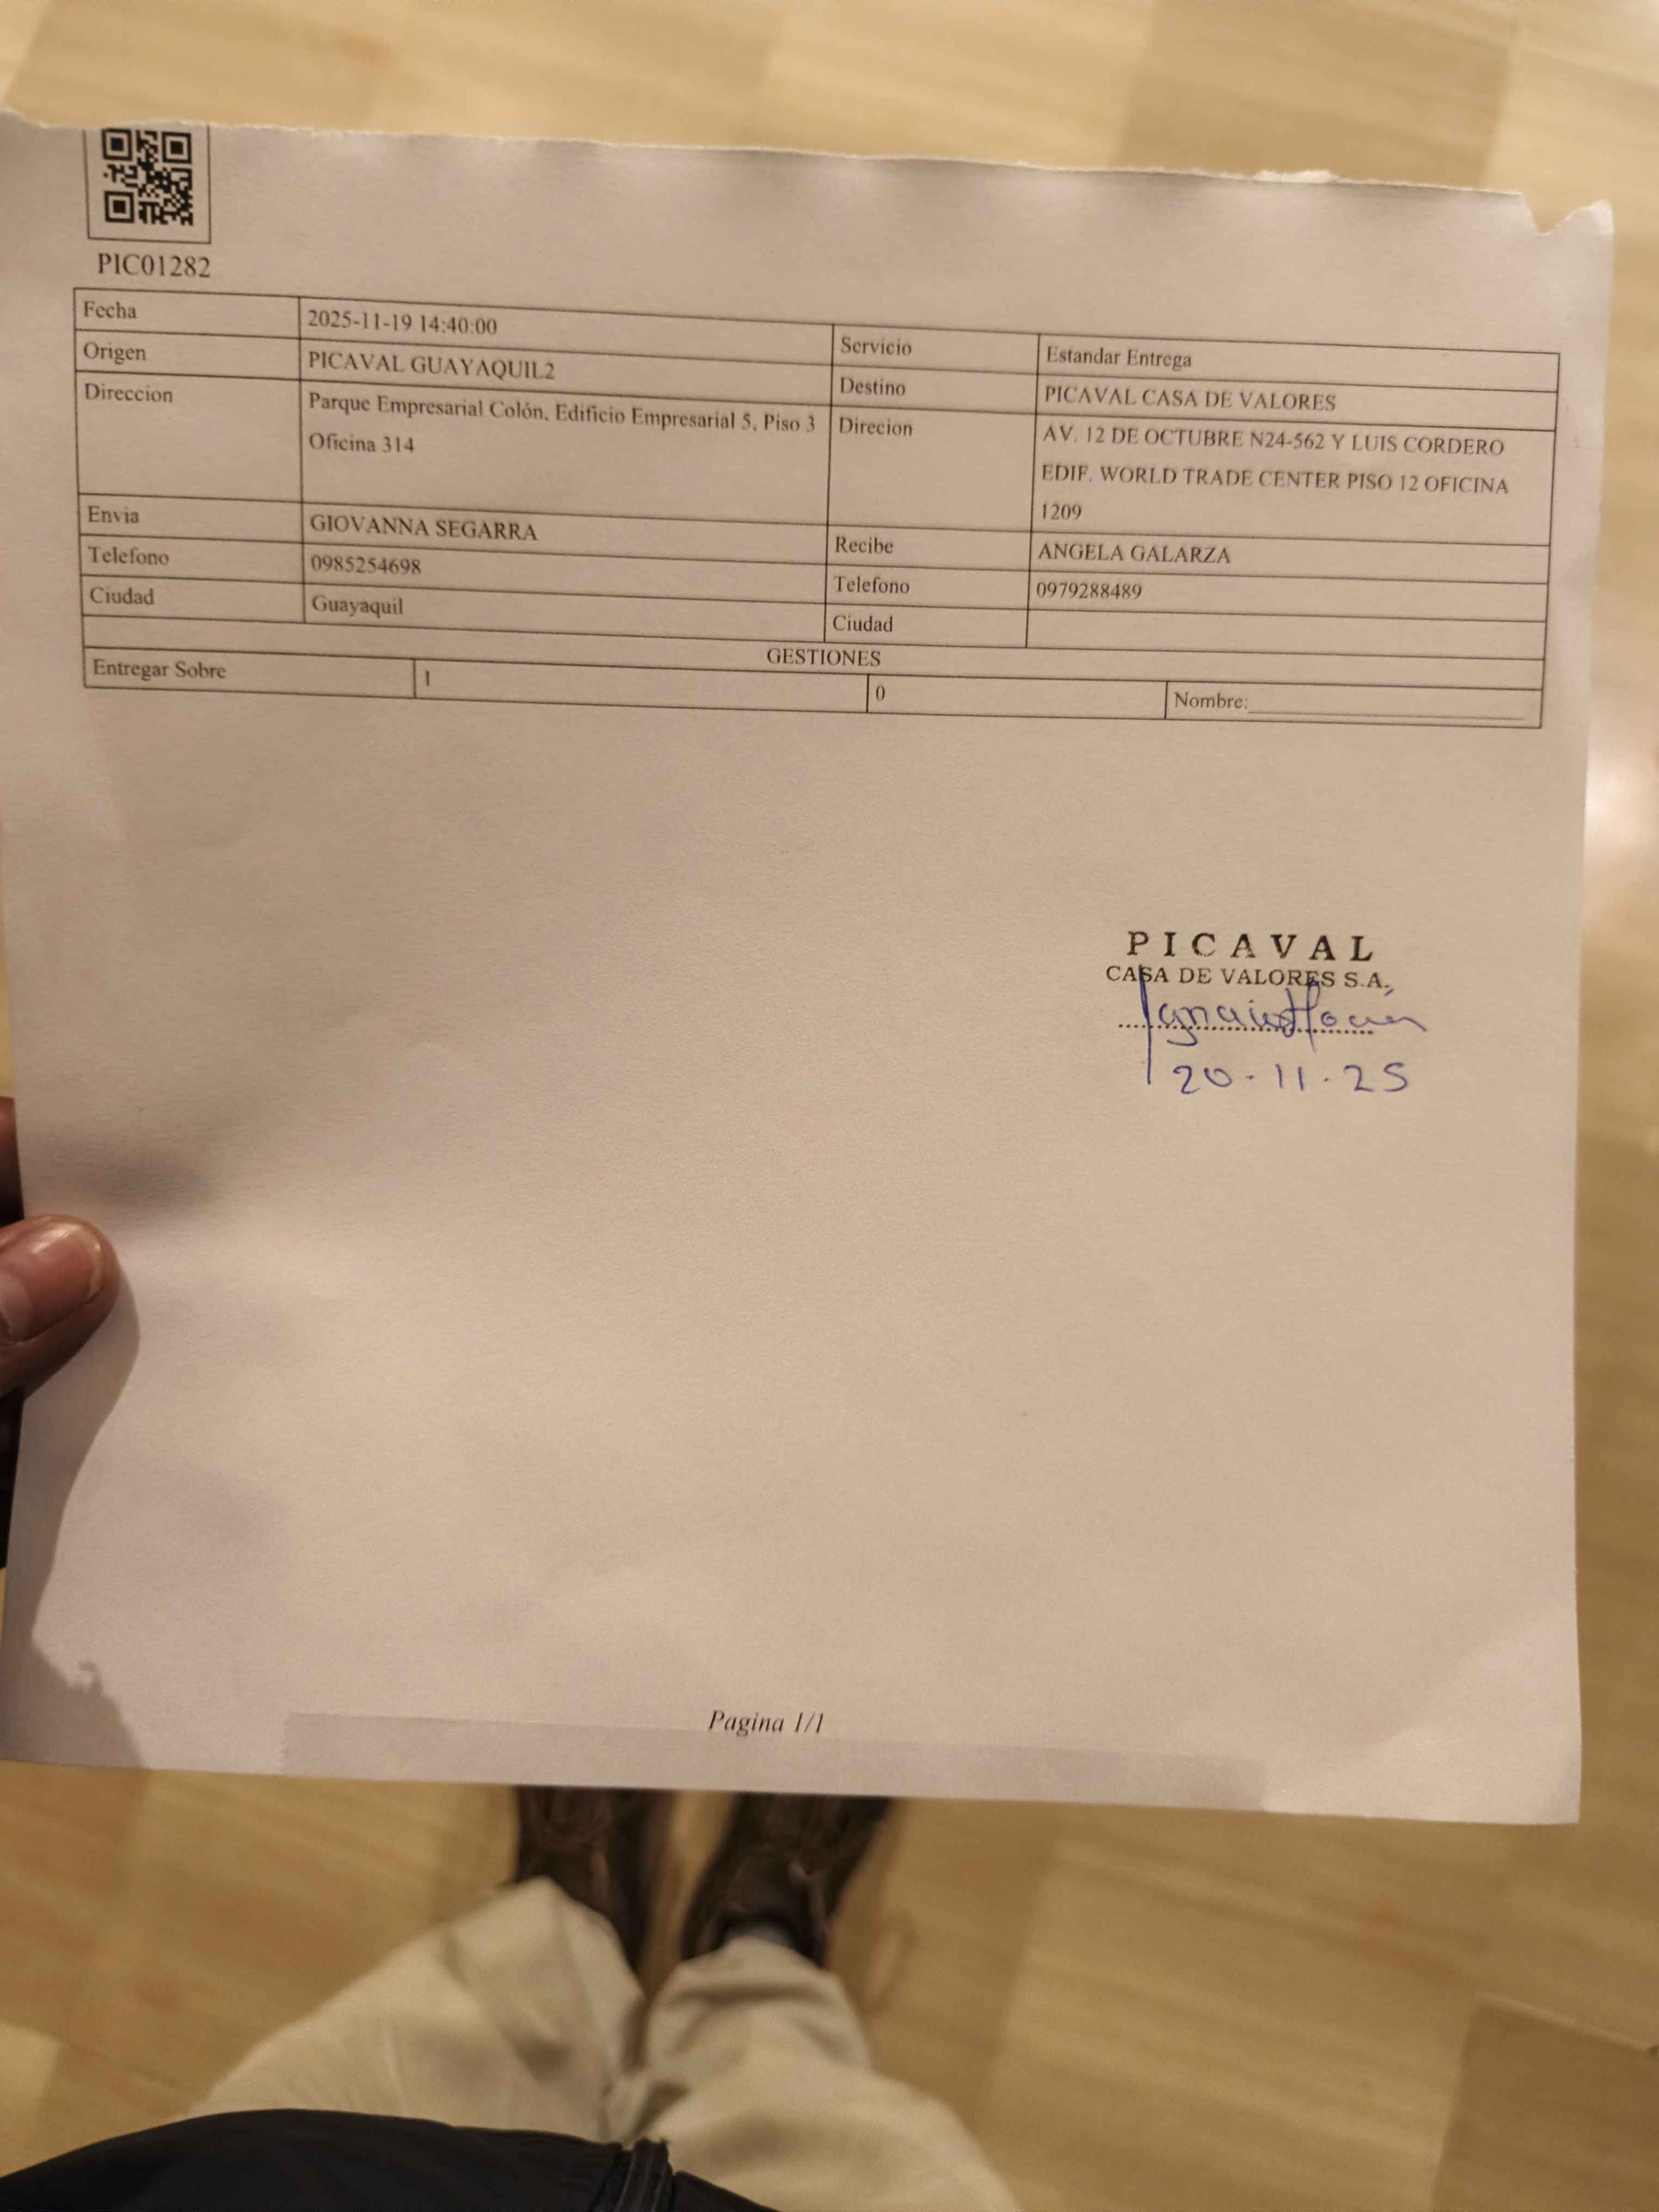 PIC01282
Fecha 2025-11-19 14:40:00 Servicio Estandar Entrega
Origen PICAVAL GUAYAQUIL2 Destino PICAVAL CASA DE VALORES
Direccion Parque Empresarial Colón, Edificio Empresarial 5, Piso 3 Direcion AV. 12 DE OCTUBRE N24-562 Y LUIS CORDERO
Oficina 314 EDIF. WORLD TRADE CENTER PISO 12 OFICINA
1209
Envia GIOVANNA SEGARRA Recibe ANGELA GALARZA
Telefono 0985254698 Telefono 0979288489
Ciudad Guayaquil Ciudad
GESTIONES
Entregar Sobre 1 0 Nombre:
PICAVAL
CASA DE VALORES S.A.
20-11-25
Pagina 1/1